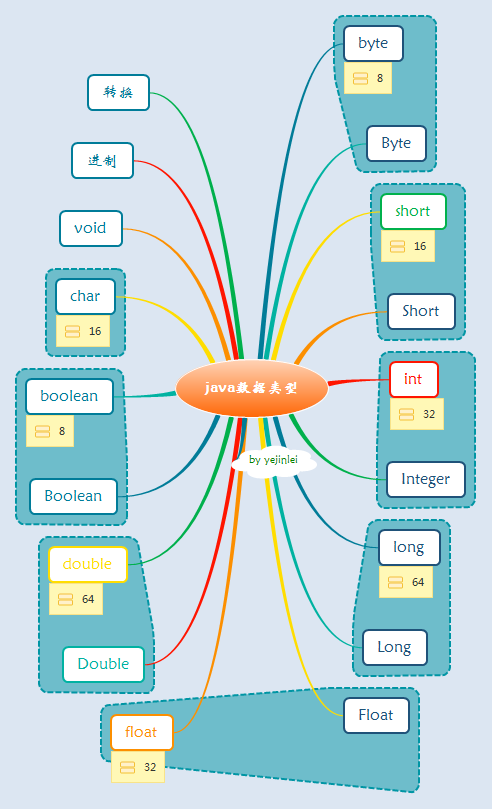 java数据类型
by yejinlei
byte
8
Byte
short
16
Short
int
32
Integer
long
64
Long
Float
转换
进制
void
char
16
boolean
8
Boolean
double
64
Double
float
32